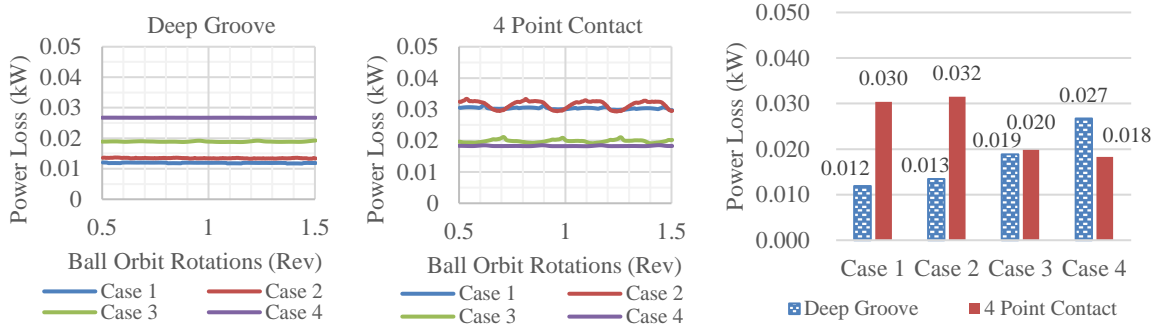 Deep Groove
Power Loss (kW)
0.05
0.04
0.03
0.02
0.01
0
0.5 1 1.5
Ball Orbit Rotations (Rev)
Case 1 Case 2
Case 3 Case 4
4 Point Contact
Power Loss (kW)
0.05
0.04
0.03
0.02
0.01
0
0.5 1 1.5
Ball Orbit Rotations (Rev)
Case 1 Case 2
Case 3 Case 4
Power Loss (kW)
0.050
0.040
0.030
0.020
0.010
0.000
0.012 0.030 0.013 0.032 0.019 0.020 0.027 0.018
Case 1 Case 2 Case 3 Case 4
Deep Groove 4 Point Contact